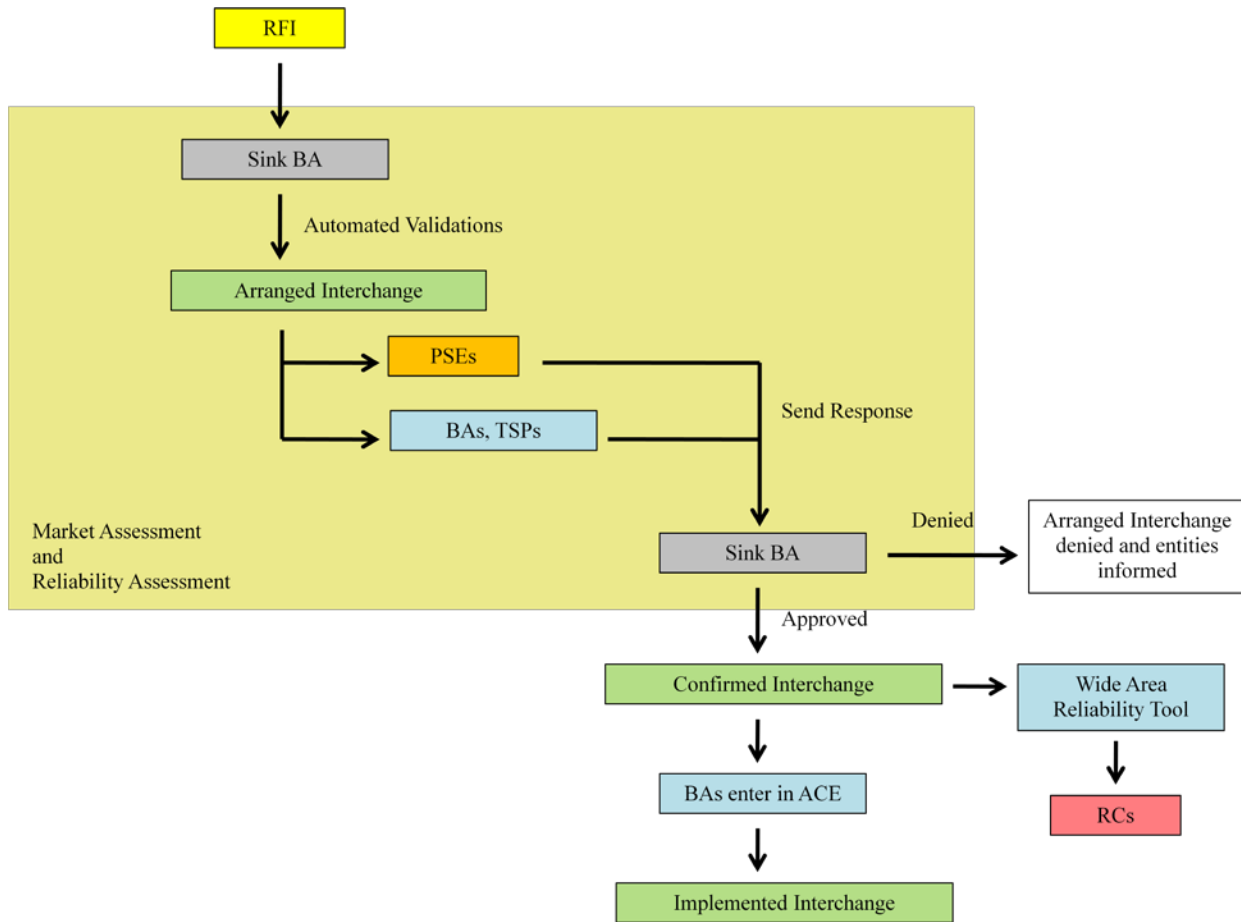 RFI
Sink BA
Automated Validations
Arranged Interchange
PSEs
BAs, TSPs
Send Response
Market Assessment
and
Reliability Assessment
Sink BA
Denied
Arranged Interchange
denied and entities
informed
Approved
Confirmed Interchange
Wide Area
Reliability Tool
BAs enter in ACE
RCs
Implemented Interchange